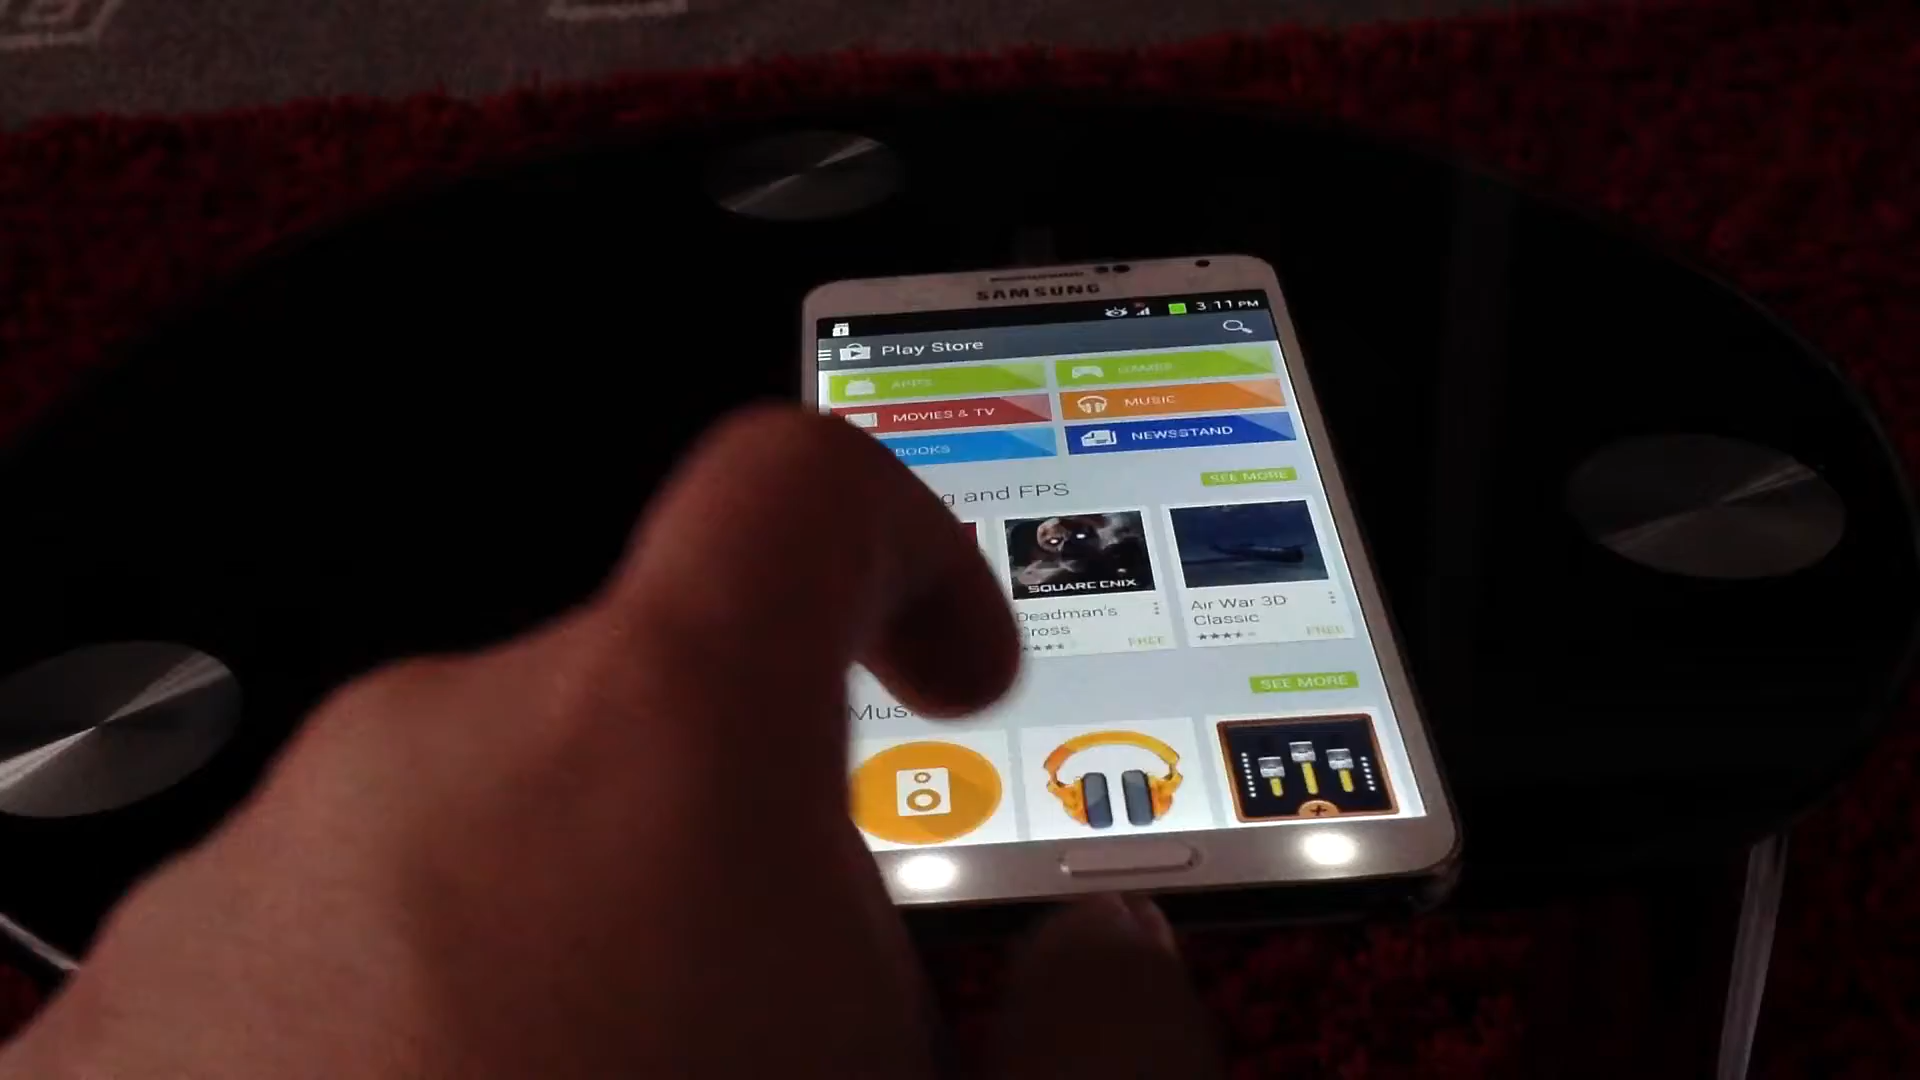 SAMSUNG
3:11 PM
Play Store
APPS
GAMES
MOVIES & TV
MUSIC
BOOKS
NEWSSTAND
g and FPS
SEE MORE
SQUARE ENIX
Deadman's
Cross
FREE
Air War 3D
Classic
FREE
Mus
SEE MORE